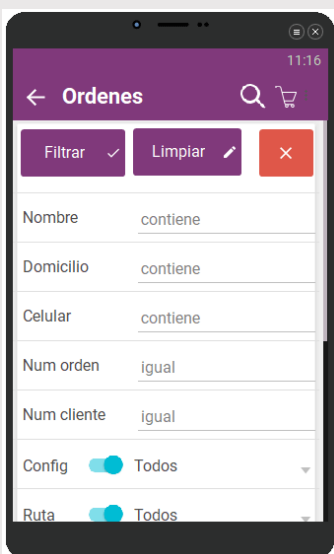 11:16
Ordenes
Filtrar Limpiar
Nombre contiene
Domicilio contiene
Celular contiene
Num orden igual
Num cliente igual
Config Todos
Ruta Todos